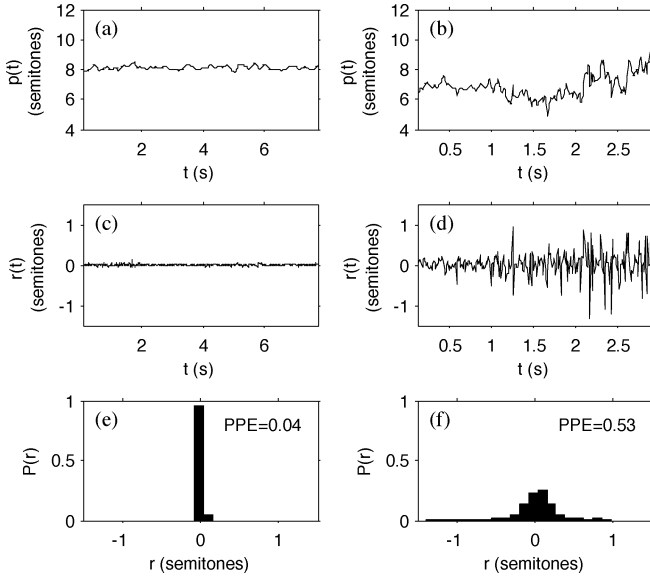 (a)
12
10
8
6
4
p(t)
(semitones)
2 4 6
t (s)
(b)
12
10
8
6
4
p(t)
(semitones)
0.5 1 1.5 2 2.5
t (s)
(c)
1
0
-1
r(t)
(semitones)
2 4 6
t (s)
(d)
1
0
-1
r(t)
(semitones)
0.5 1 1.5 2 2.5
t (s)
(e)
PPE=0.04
1
0.5
0
P(r)
-1 0 1
r (semitones)
(f)
PPE=0.53
1
0.5
0
P(r)
-1 0 1
r (semitones)